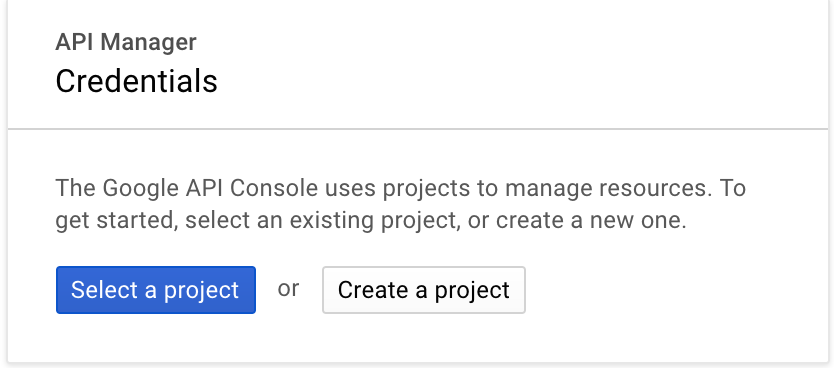 API Manager
Credentials
The Google API Console uses projects to manage resources. To
get started, select an existing project, or create a new one.
Select a project or Create a project